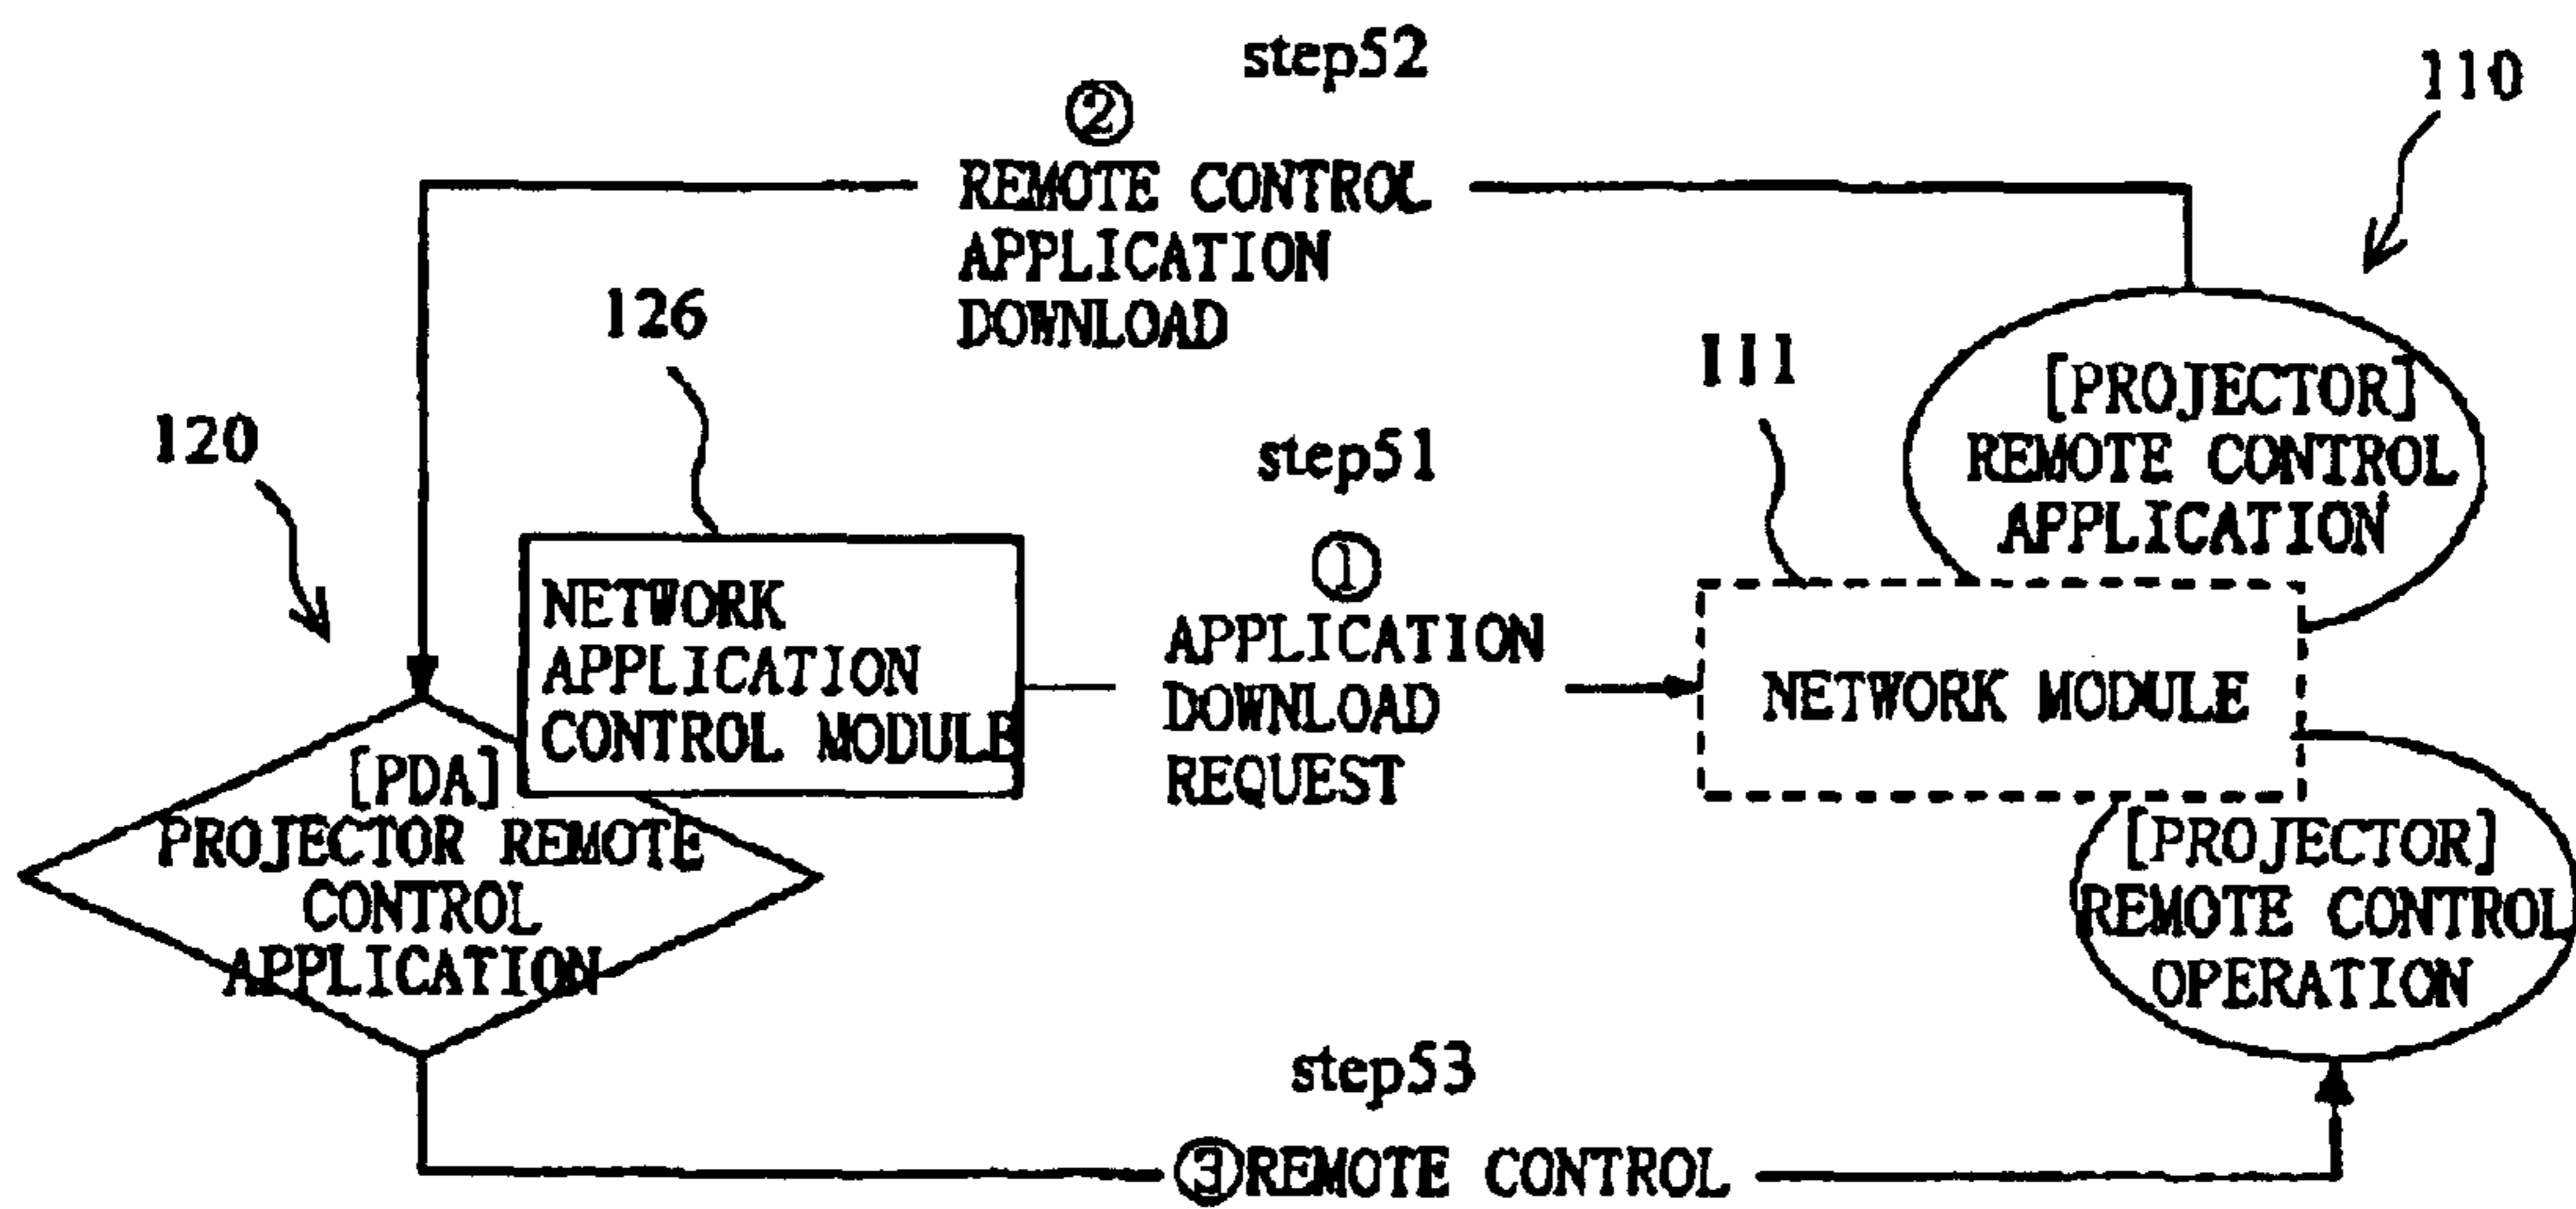 step52
②
REMOTE CONTROL
APPLICATION
DOWNLOAD
110
126
120
step51
①
APPLICATION
DOWNLOAD
REQUEST
111
[PROJECTOR]
REMOTE CONTROL
APPLICATION
NETWORK
APPLICATION
CONTROL MODULE
NETWORK MODULE
[PDA]
PROJECTOR REMOTE
CONTROL
APPLICATION
[PROJECTOR]
REMOTE CONTROL
OPERATION
step53
③REMOTE CONTROL